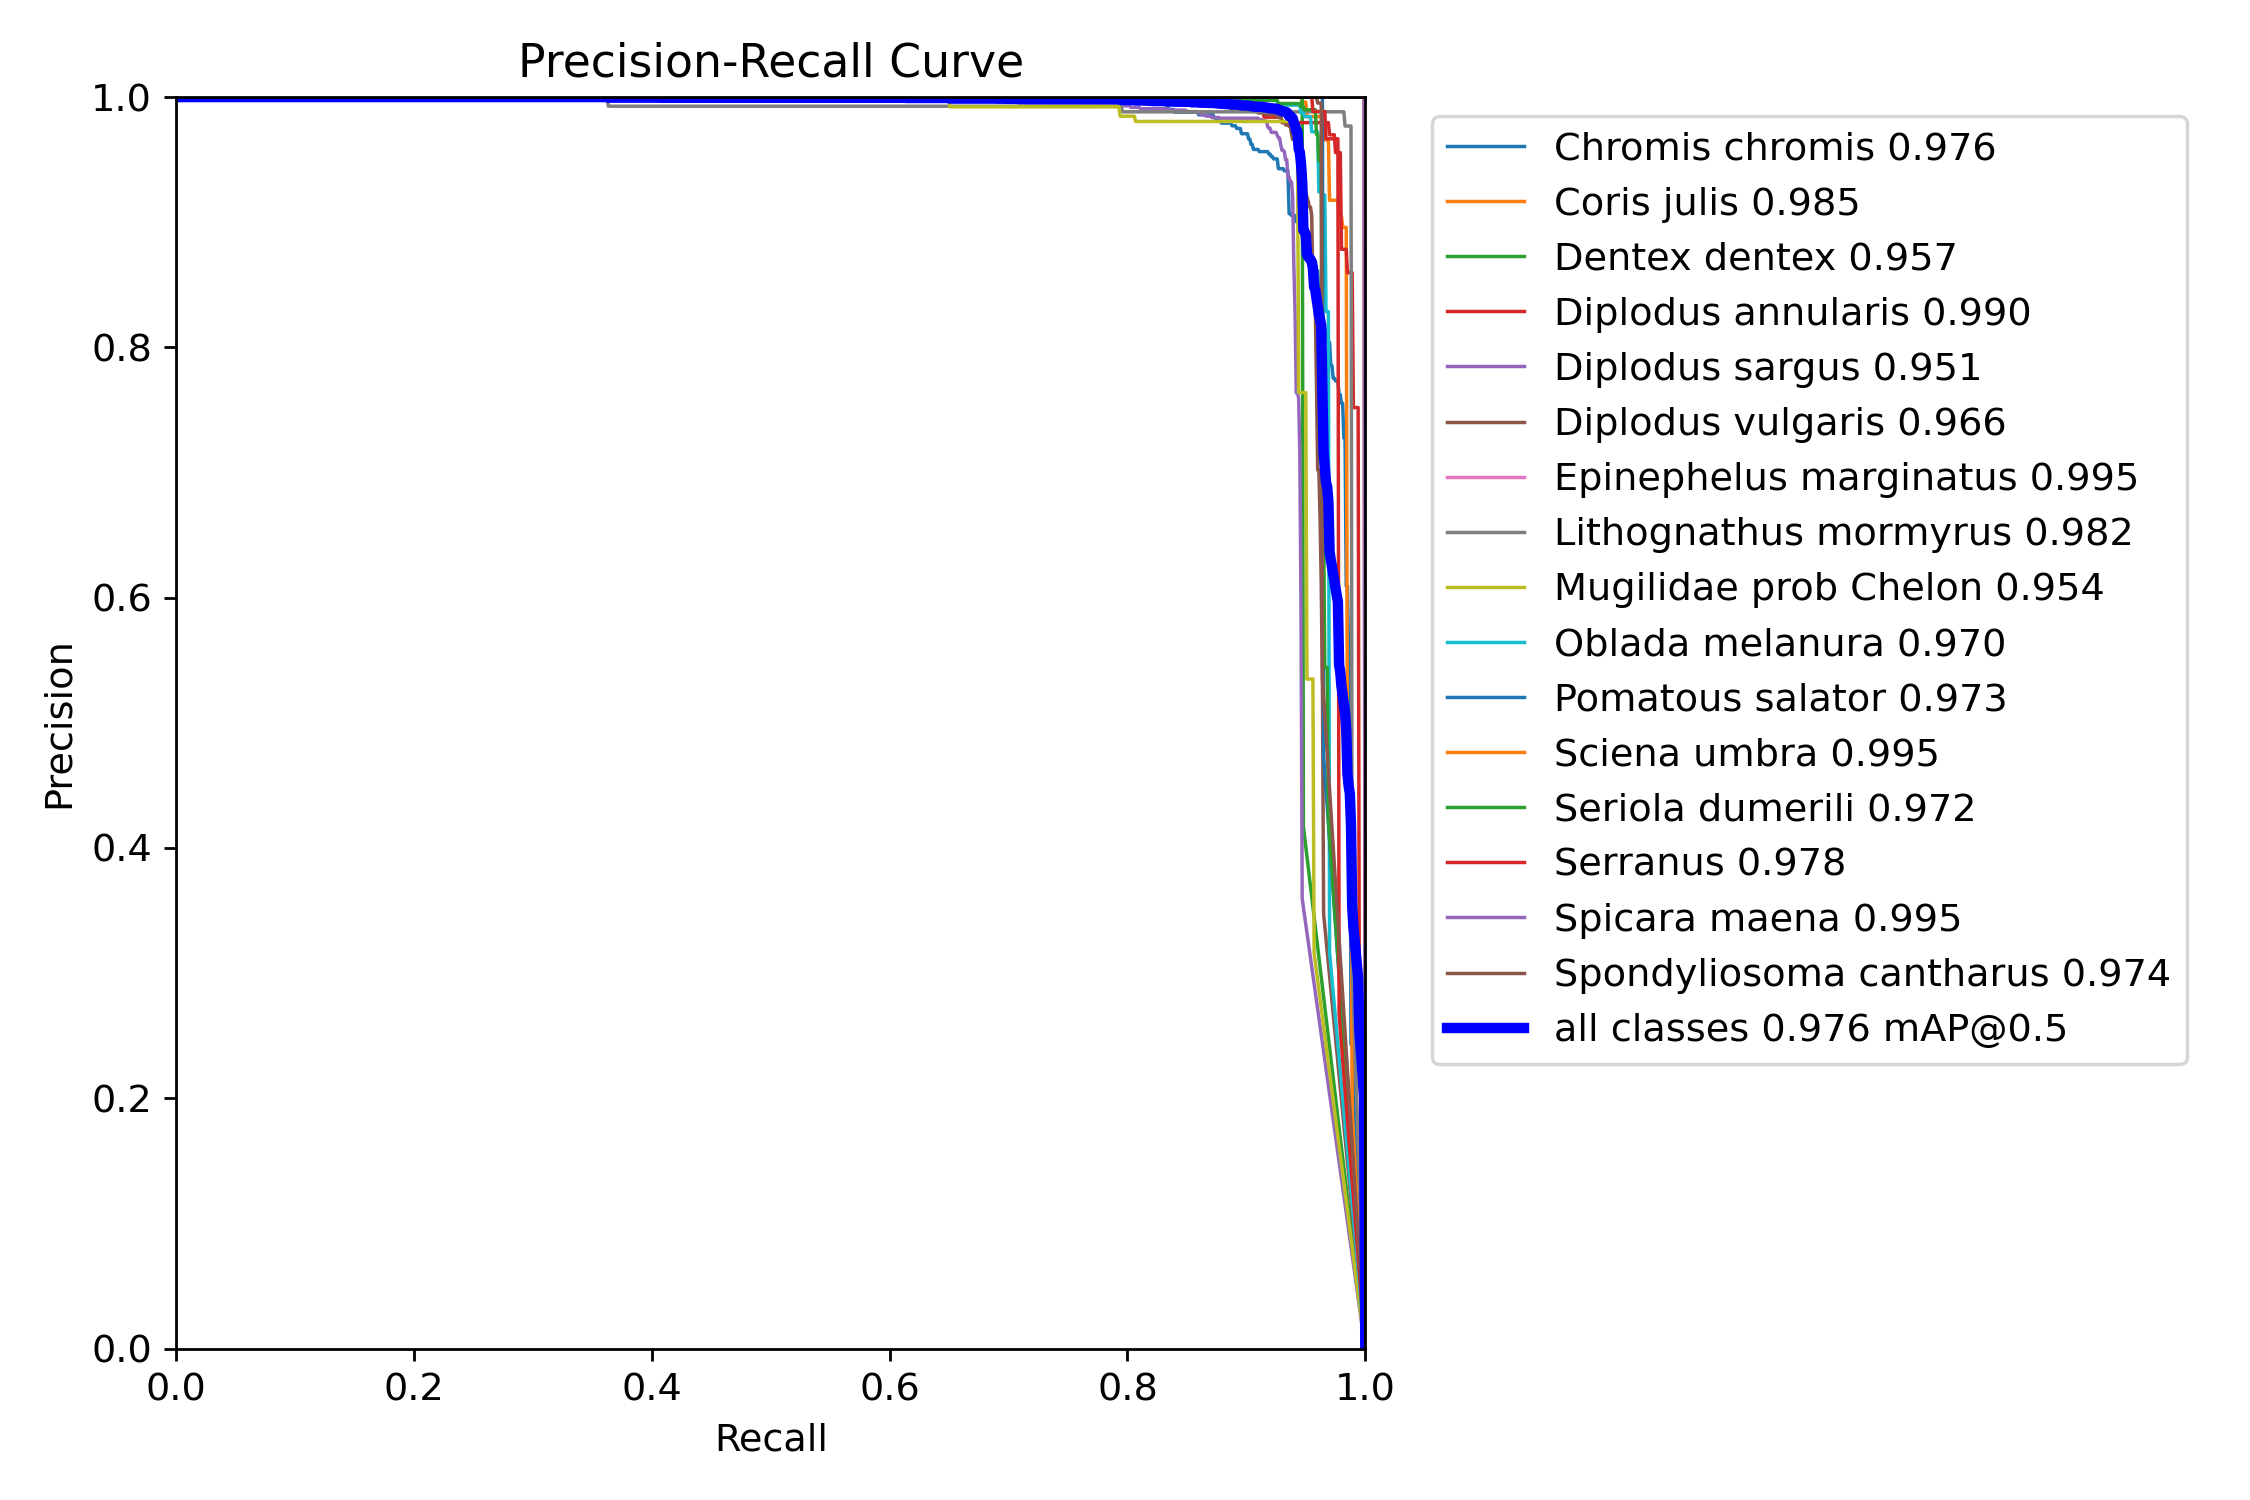 Precision-Recall Curve
1.0
0.8
0.6
0.4
0.2
0.0
Precision
0.0 0.2 0.4 0.6 0.8 1.0
Recall
Chromis chromis 0.976
Coris julis 0.985
Dentex dentex 0.957
Diplodus annularis 0.990
Diplodus sargus 0.951
Diplodus vulgaris 0.966
Epinephelus marginatus 0.995
Lithognathus mormyrus 0.982
Mugilidae prob Chelon 0.954
Oblada melanura 0.970
Pomatous salator 0.973
Sciena umbra 0.995
Seriola dumerili 0.972
Serranus 0.978
Spicara maena 0.995
Spondyliosoma cantharus 0.974
all classes 0.976 mAP@0.5